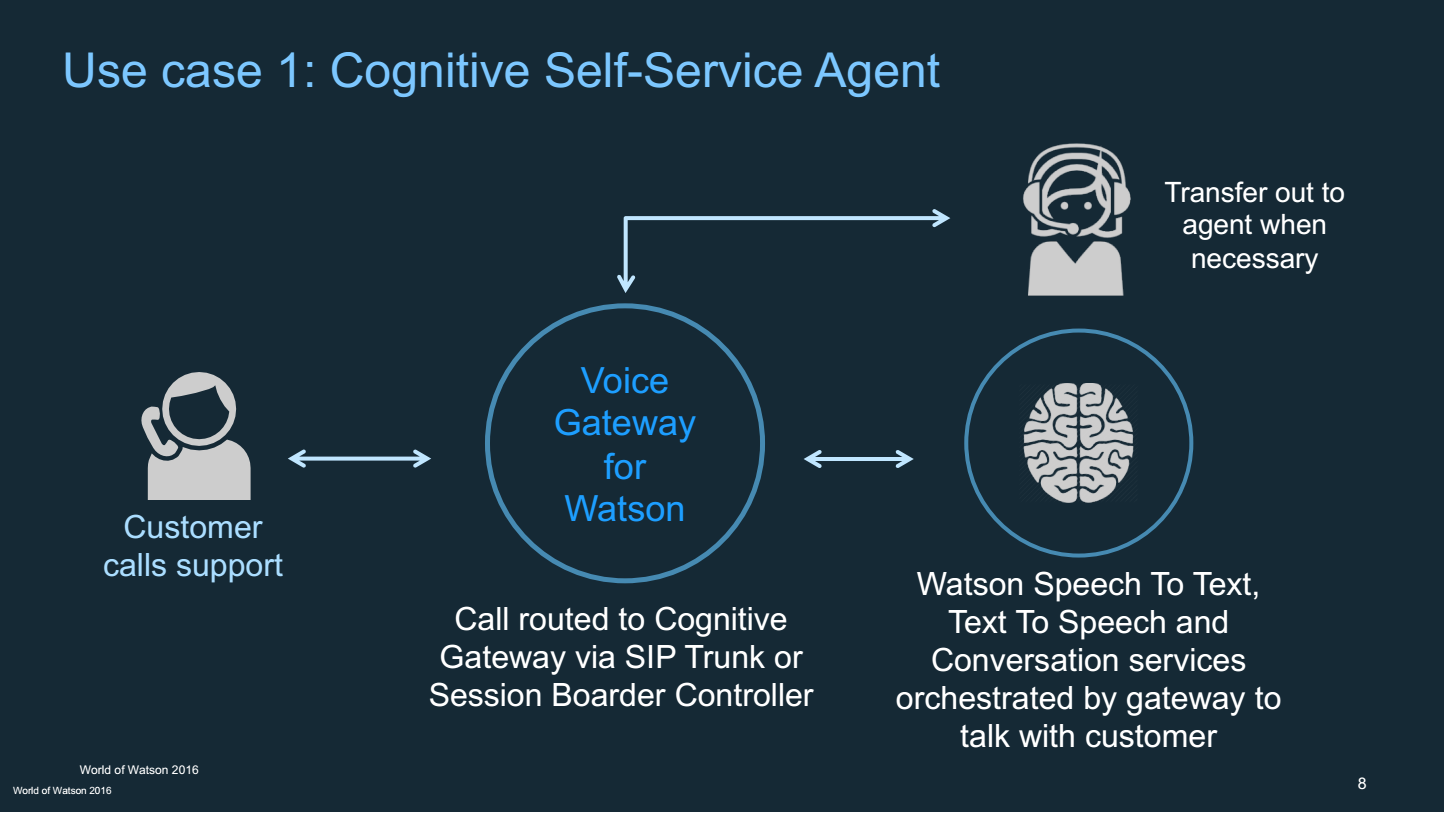 Use case 1: Cognitive Self-Service Agent
Transfer out to
agent when
necessary
Voice
Gateway
for
Watson
Customer
calls support
Call routed to Cognitive
Gateway via SIP Trunk or
Session Boarder Controller
Watson Speech To Text,
Text To Speech and
Conversation services
orchestrated by gateway to
talk with customer
World of Watson 2016
World of Watson 2016
8